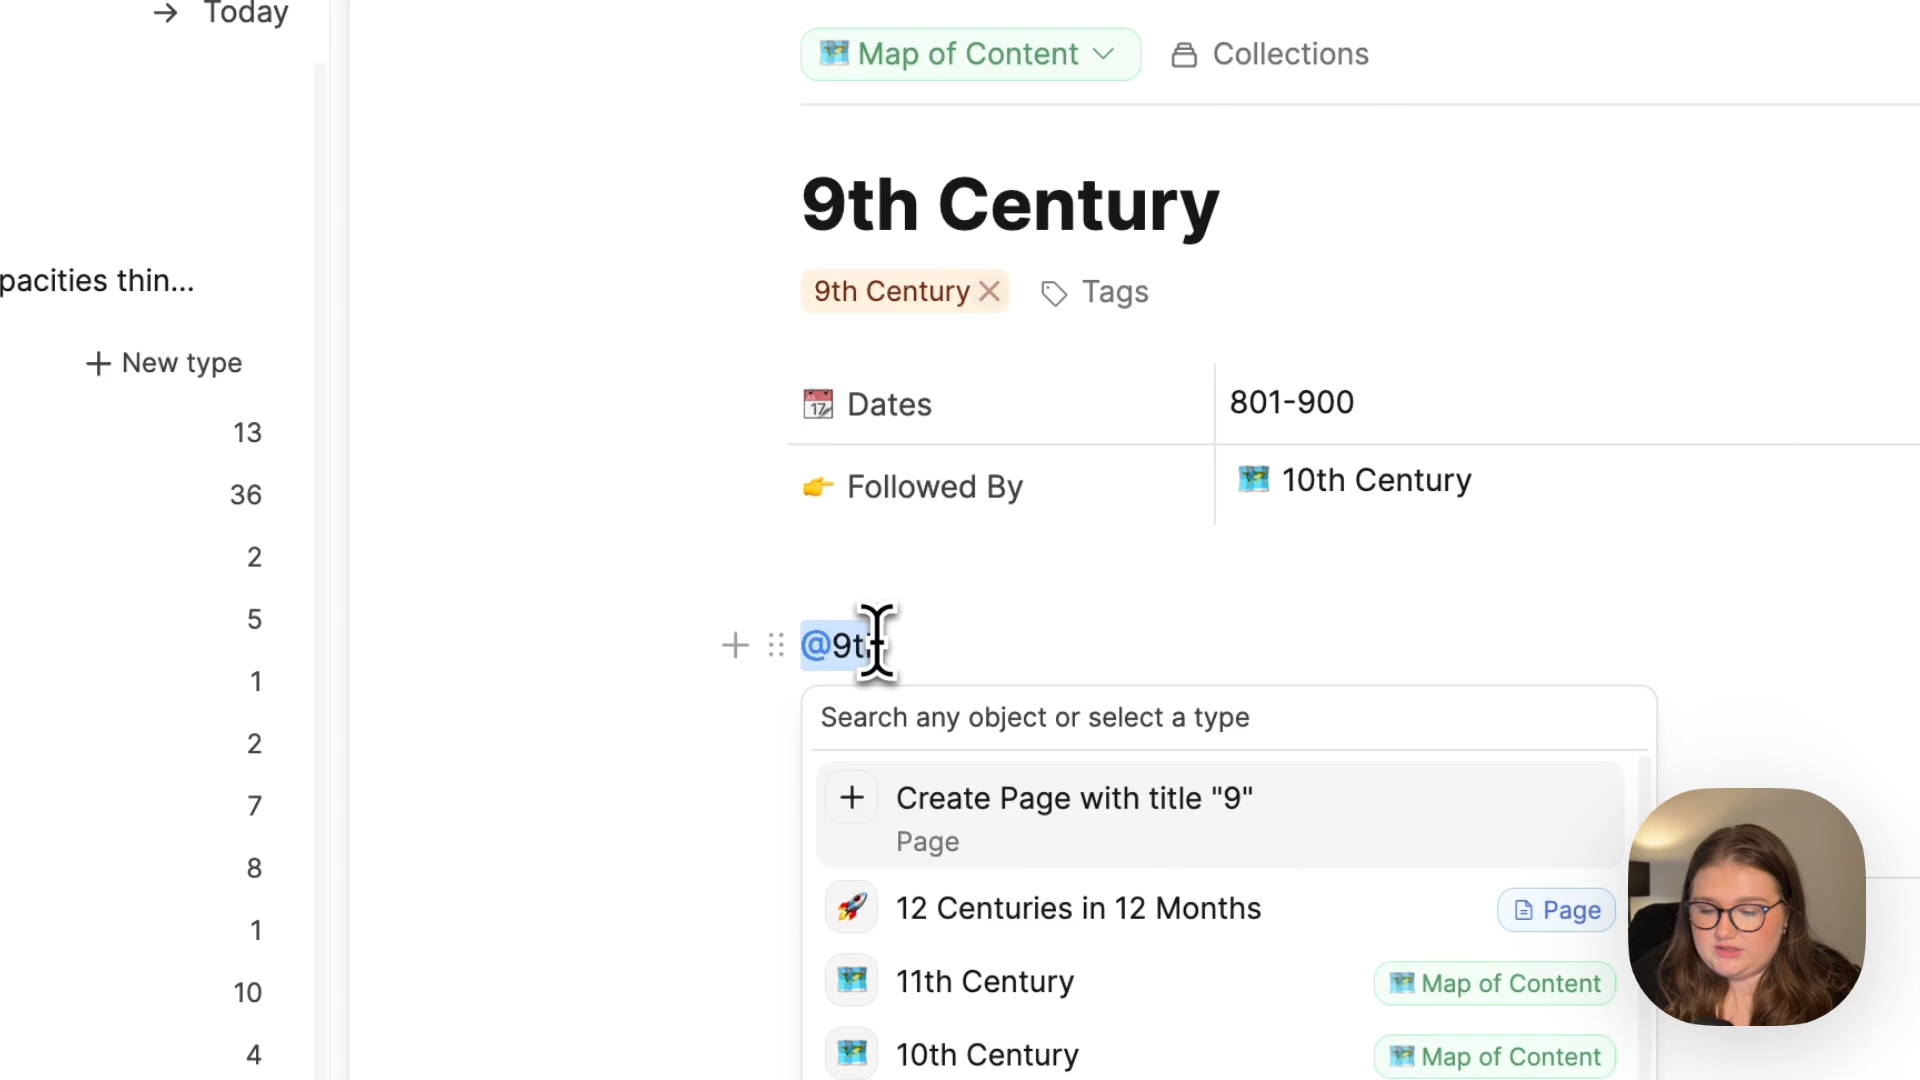 → Today
Map of Content
Collections
9th Century
9th Century
Tags
pacities thin...
+ New type
Dates
801-900
Followed By
10th Century
13
36
2
5
1
2
7
8
1
10
4
Search any object or select a type
Create Page with title "9"
Page
12 Centuries in 12 Months
Page
11th Century
Map of Content
10th Century
Map of Content